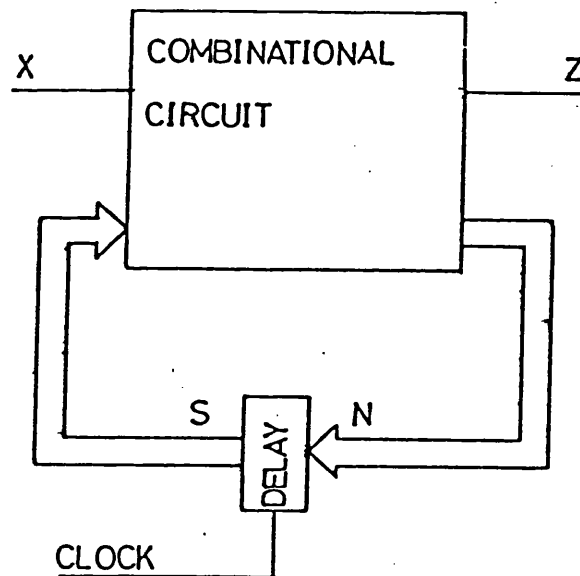 X
COMBINATIONAL
CIRCUIT
Z
S
N
DELAY
CLOCK